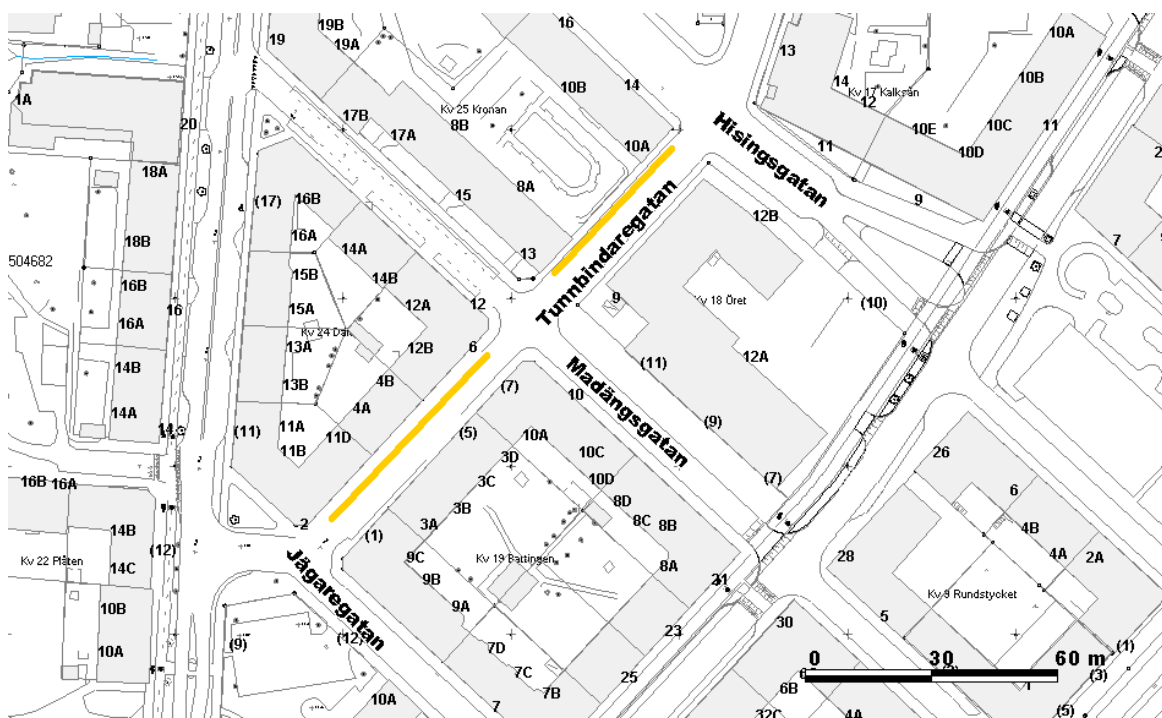 19B
19A
19
16
14
10B
Kv 25 Kronan
17B
17A
8B
10A
8A
15
13
13
14
Kv 17 Kalksån
12
10A
10B
10C
10E
10D
11
11
9
Hisingsgatan
1A
20
18A
18B
504682
16B
16A
16
14B
14A
14
(17)
16B
16A
14A
15B
14B
15A
12A
12
13A
12B
6
13B
4B
4A
11A
11D
11B
(11)
2
Tunnbindaregatan
12B
9
Kv 18 Öret
(10)
12A
(11)
(9)
(7)
7
Madängsgatan
(7)
10
(5)
10A
10C
3D
3C
10D
8D
8C
8B
3B
3A
8A
(1)
9C
9B
9A
Kv 19 Bättingen
21
23
25
7D
7C
7B
7
Jägaregatan
(12)
10A
(9)
16B
16A
14B
(12)
Kv 22 Plåten
14C
10B
10A
26
6
4B
4A
2A
28
Kv 9 Rundstycket
5
30
(1)
(3)
(5)
6B
4A
32C
0
30
60 m